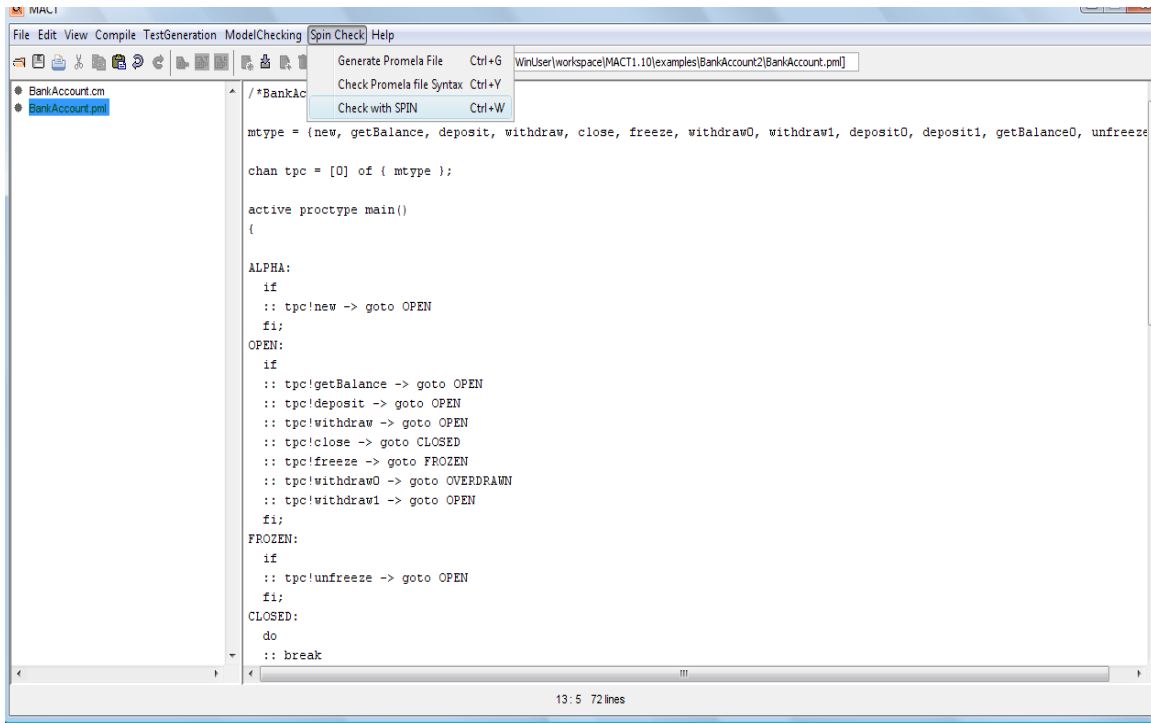 MACT
File Edit View Compile TestGeneration ModelChecking Spin Check Help
Generate Promela File Ctrl+G
Check Promela file Syntax Ctrl+Y
Check with SPIN Ctrl+W
WinUser\workspace\MACT1.10\examples\BankAccount2\BankAccount.pml]
BankAccount.cm
BankAccount.pml
/*BankAc
mtype = {new, getBalance, deposit, withdraw, close, freeze, withdraw0, withdraw1, deposit0, deposit1, getBalance0, unfreeze
chan tpc = [0] of { mtype };
active proctype main()
{
ALPHA:
if
:: tpc!new -> goto OPEN
fi;
OPEN:
if
:: tpc!getBalance -> goto OPEN
:: tpc!deposit -> goto OPEN
:: tpc!withdraw -> goto OPEN
:: tpc!close -> goto CLOSED
:: tpc!freeze -> goto FROZEN
:: tpc!withdraw0 -> goto OVERDRAWN
:: tpc!withdraw1 -> goto OPEN
fi;
FROZEN:
if
:: tpc!unfreeze -> goto OPEN
fi;
CLOSED:
do
:: break
13 : 5 72 lines